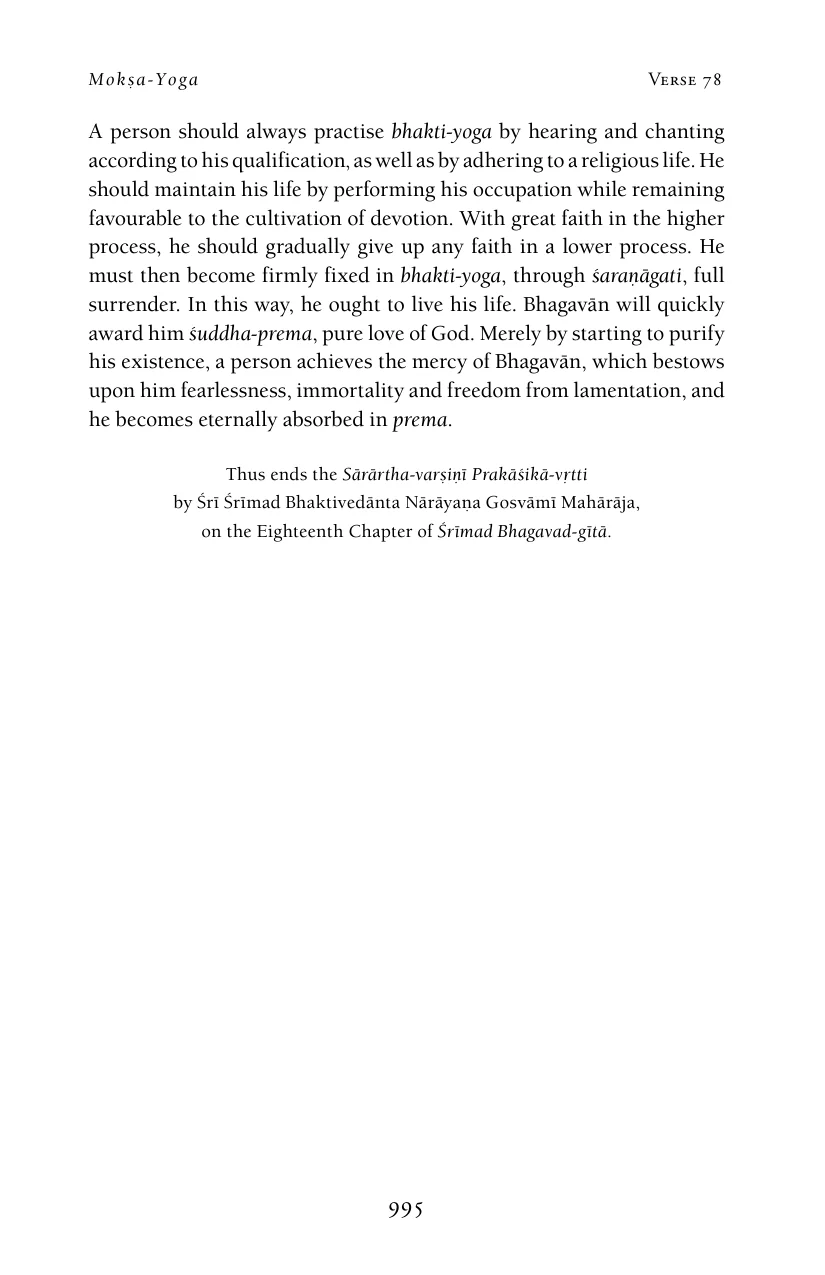 Mokṣa-Yoga
Verse 78
A person should always practise bhakti-yoga by hearing and chanting
according to his qualification, as well as by adhering to a religious life. He
should maintain his life by performing his occupation while remaining
favourable to the cultivation of devotion. With great faith in the higher
process, he should gradually give up any faith in a lower process. He
must then become firmly fixed in bhakti-yoga, through śaraṇāgati, full
surrender. In this way, he ought to live his life. Bhagavān will quickly
award him śuddha-prema, pure love of God. Merely by starting to purify
his existence, a person achieves the mercy of Bhagavān, which bestows
upon him fearlessness, immortality and freedom from lamentation, and
he becomes eternally absorbed in prema.
Thus ends the Sārārtha-varṣiṇī Prakāśikā-vṛtti
by Śrī Śrīmad Bhaktivedānta Nārāyaṇa Gosvāmī Mahārāja,
on the Eighteenth Chapter of Śrīmad Bhagavad-gītā.
995